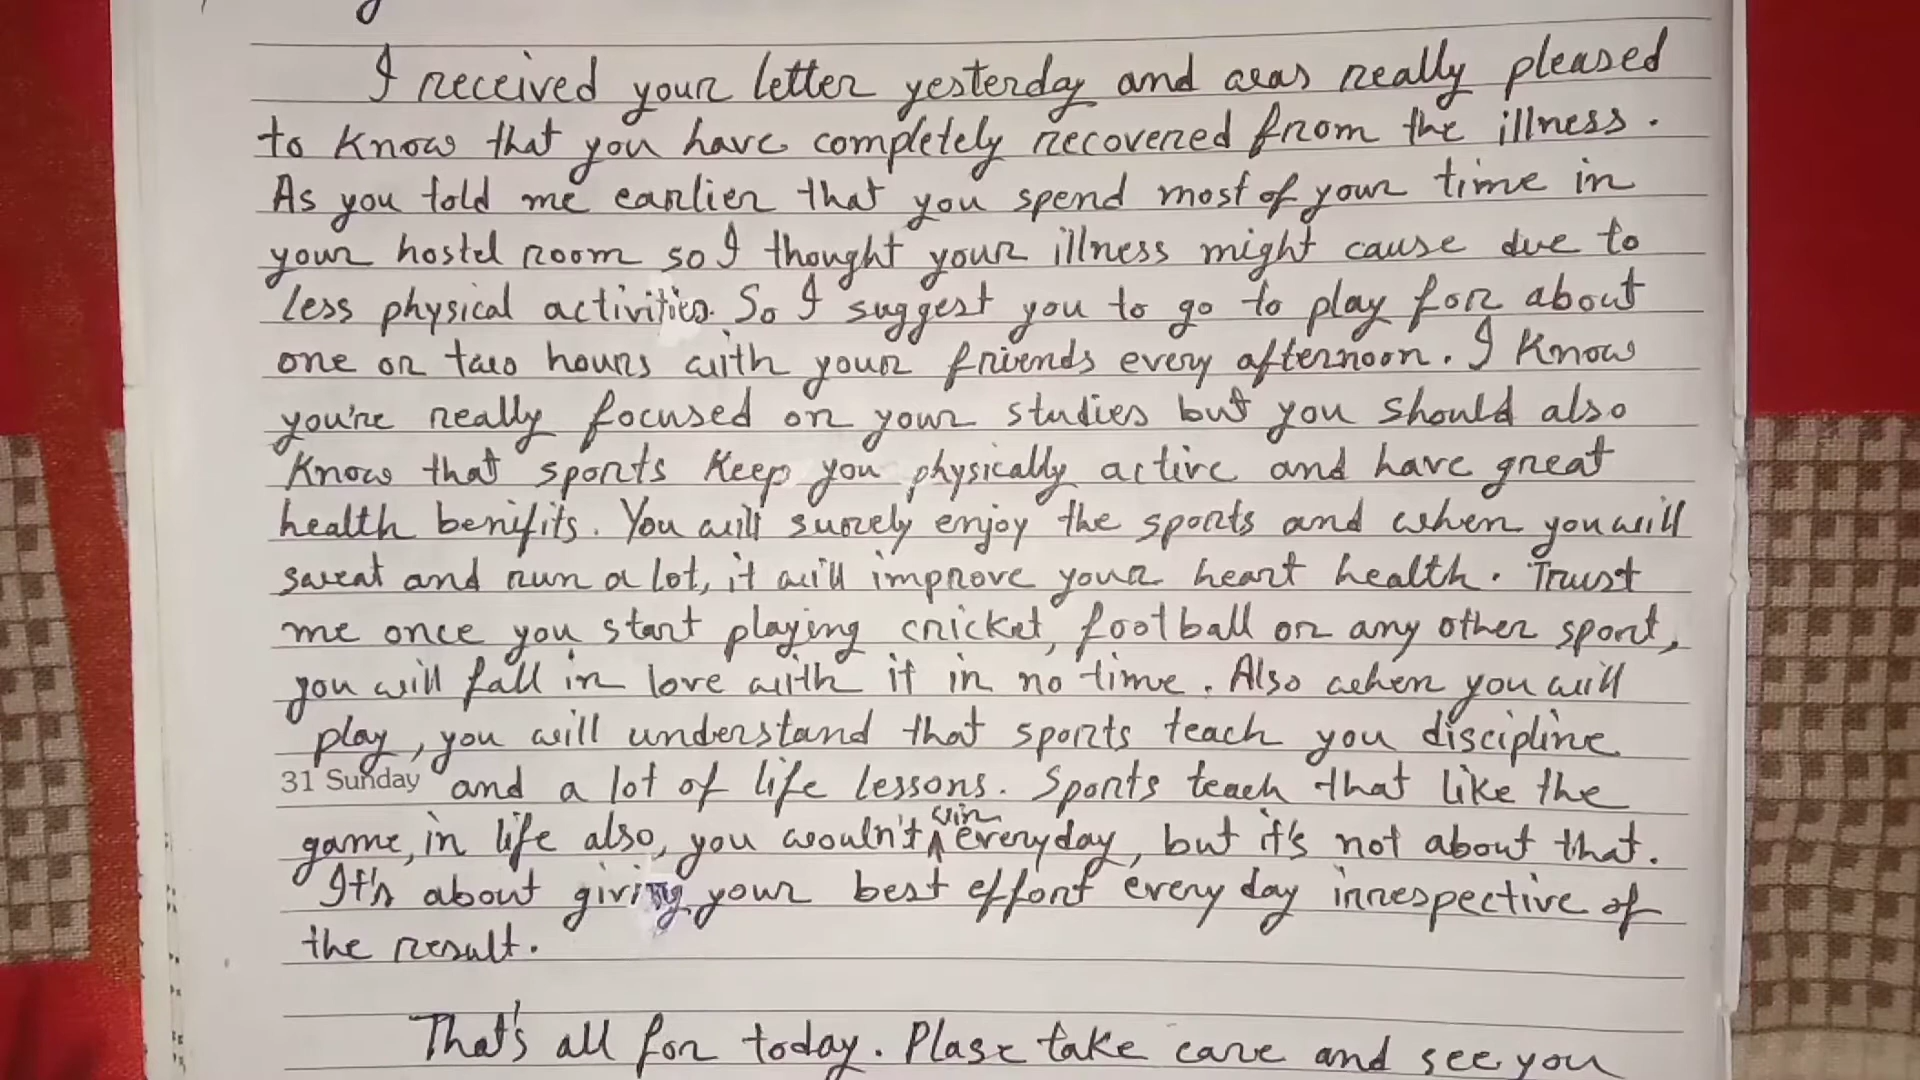 I received your letter yesterday and was really pleased
to know that you have completely recovered from the illness.
As you told me earlier that you spend most of your time in
your hostel room so I thought your illness might cause due to
less physical activities. So I suggest you to go to play for about
one or two hours with your friends every afternoon. I know
you're really focused on your studies but you should also
know that sports keep you physically active and have great
health benifits. You will surely enjoy the sports and when you will
sweat and run a lot, it will improve your heart health. Trust
me once you start playing cricket, football or any other sport,
you will fall in love with it in no time. Also when you will
play, you will understand that sports teach you discipline
31 Sunday and a lot of life lessons. Sports teach that like the
game, in life also, you wouldn't win everyday, but it's not about that.
It's about giving your best effort every day irrespective of
the result.
That's all for today. Plase take care and see you